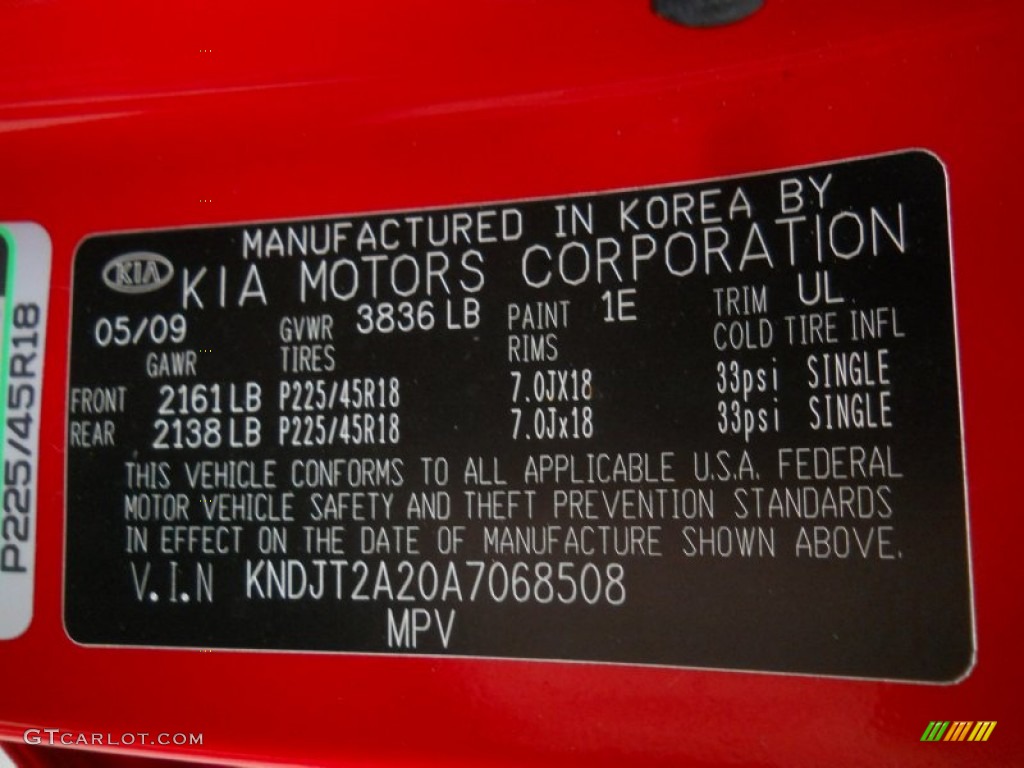 MANUFACTURED IN KOREA BY
KIA KIA MOTORS CORPORATION
05/09 GVWR 3836 LB PAINT 1E TRIM UL
GAWR TIRES RIMS COLD TIRE INFL
FRONT 2161 LB P225/45R18 7.0JX18 33psi SINGLE
REAR 2138 LB P225/45R18 7.0Jx18 33psi SINGLE
THIS VEHICLE CONFORMS TO ALL APPLICABLE U.S.A. FEDERAL
MOTOR VEHICLE SAFETY AND THEFT PREVENTION STANDARDS
IN EFFECT ON THE DATE OF MANUFACTURE SHOWN ABOVE.
V.I.N KNDJT2A20A7068508
MPV
P225/45R18
GTCARLOT.COM